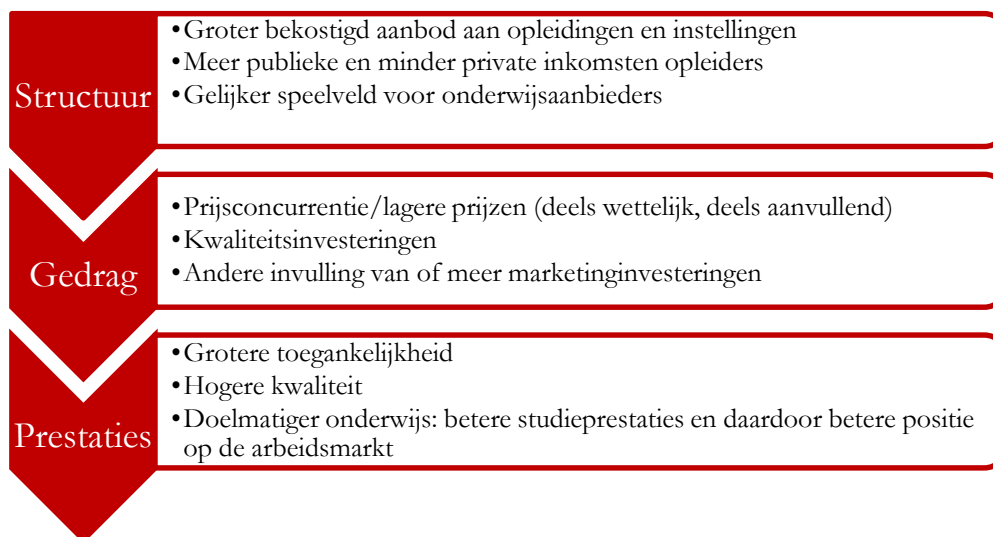 Structuur
•Groter bekostigd aanbod aan opleidingen en instellingen
•Meer publieke en minder private inkomsten opleiders
•Gelijker speelveld voor onderwijsaanbieders
Gedrag
•Prijsconcurrentie/lagere prijzen (deels wettelijk, deels aanvullend)
•Kwaliteitsinvesteringen
•Andere invulling van of meer marketinginvesteringen
Prestaties
•Grotere toegankelijkheid
•Hogere kwaliteit
•Doelmatiger onderwijs: betere studieprestaties en daardoor betere positie
op de arbeidsmarkt